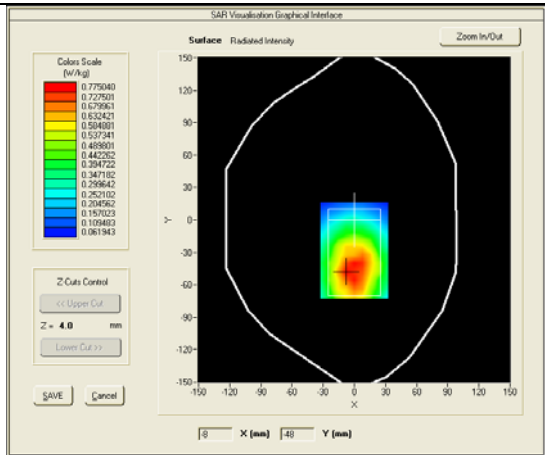 SAR Visualisation Graphical Interface
Surface Radiated Intensity
Zoom In/Out
Colors Scale
(W/kg)
0.775040
0.727501
0.679961
0.632421
0.584881
0.537341
0.489801
0.442262
0.394722
0.347182
0.299642
0.252102
0.204562
0.157023
0.109483
0.061943
150
120
90
60
30
0
-30
-60
-90
-120
-150
Y
-150 -120 -90 -60 -30 0 30 60 90 120 150
X
Z Cuts Control
<< Upper Cut
Z = 4.0 mm
Lower Cut >>
SAVE Cancel
-8 X (mm) -48 Y (mm)